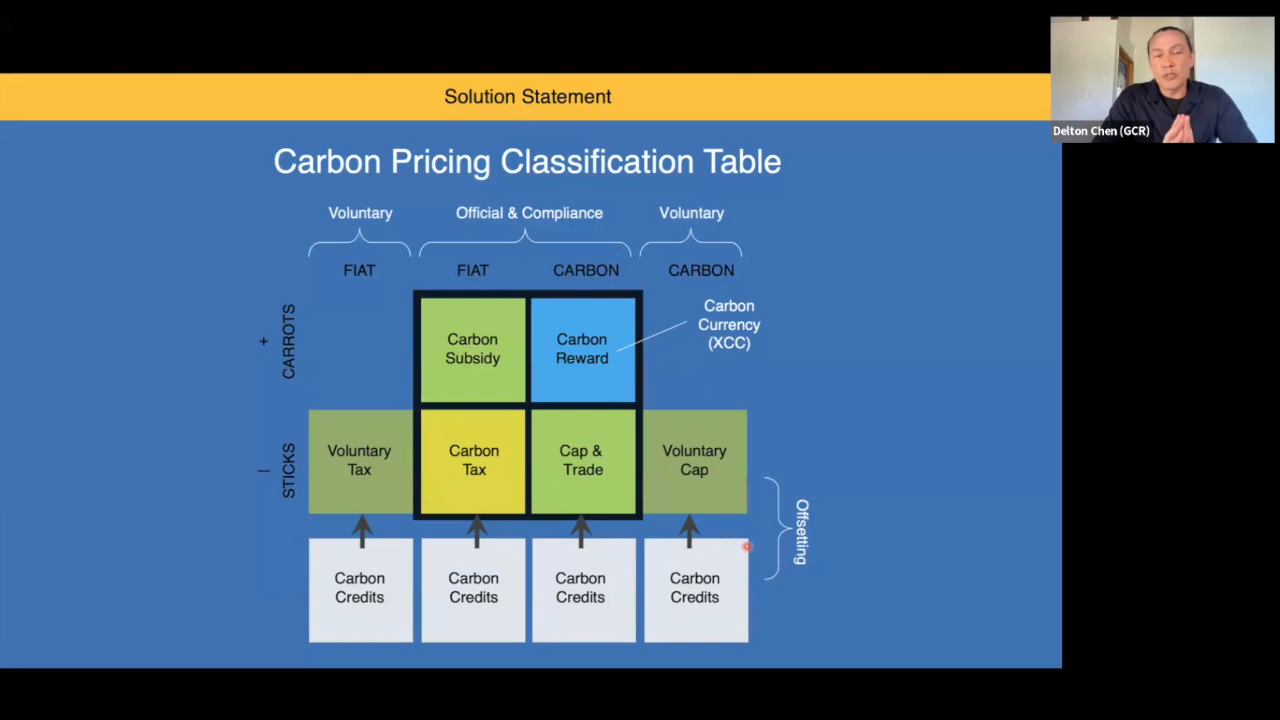 Solution Statement
Delton Chen (GCR)
Carbon Pricing Classification Table
Voluntary
Official & Compliance
Voluntary
FIAT
FIAT
CARBON
CARBON
+
CARROTS
Carbon
Subsidy
Carbon
Reward
Carbon
Currency
(XCC)
—
STICKS
Voluntary
Tax
Carbon
Tax
Cap &
Trade
Voluntary
Cap
Offsetting
Carbon
Credits
Carbon
Credits
Carbon
Credits
Carbon
Credits